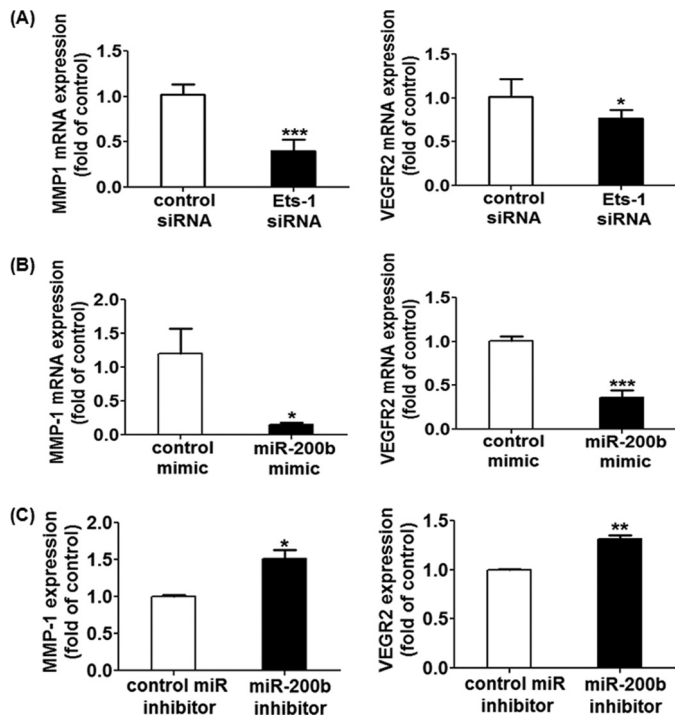 (A)
MMP1 mRNA expression
(fold of control)
1.5
1.0
0.5
0.0
***
control
siRNA
Ets-1
siRNA
VEGFR2 mRNA expression
(fold of control)
1.5
1.0
0.5
0.0
*
control
siRNA
Ets-1
siRNA
(B)
MMP-1 mRNA expression
(fold of control)
2.0
1.5
1.0
0.5
0.0
*
control
mimic
miR-200b
mimic
VEGFR2 mRNA expression
(fold of control)
1.5
1.0
0.5
0.0
***
control
mimic
miR-200b
mimic
(C)
MMP-1 expression
(fold of control)
2.0
1.5
1.0
0.5
0.0
*
control miR
inhibitor
miR-200b
inhibitor
VEGR2 expression
(fold of control)
1.5
1.0
0.5
0.0
**
control miR
inhibitor
miR-200b
inhibitor